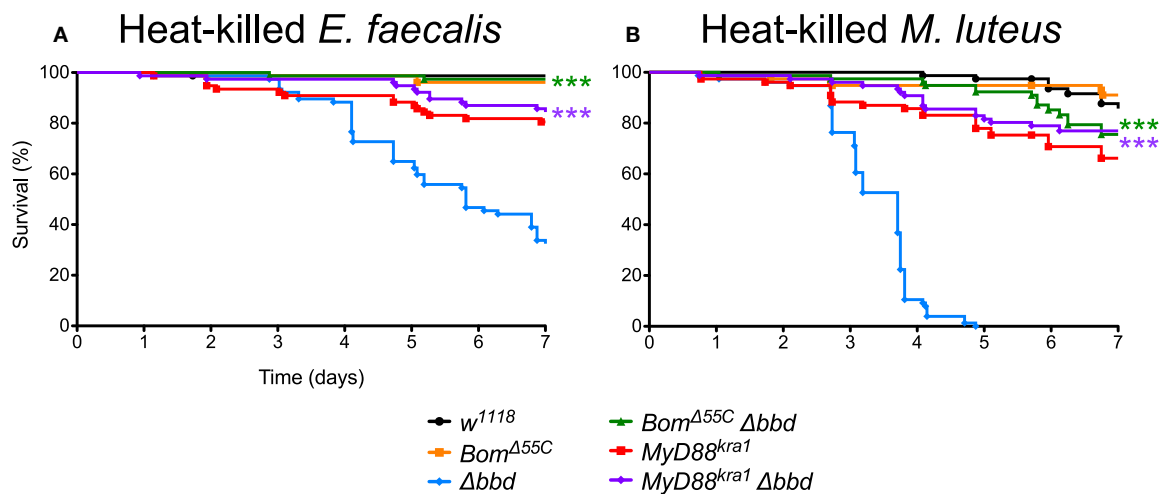 A Heat-killed E. faecalis
B Heat-killed M. luteus
Survival (%)
100
80
60
40
20
0
0 1 2 3 4 5 6 7
Time (days)
***
***
100
80
60
40
20
0
0 1 2 3 4 5 6 7
***
***
w1118
BomΔ55C
Δbbd
BomΔ55C Δbbd
MyD88kra1
MyD88kra1 Δbbd